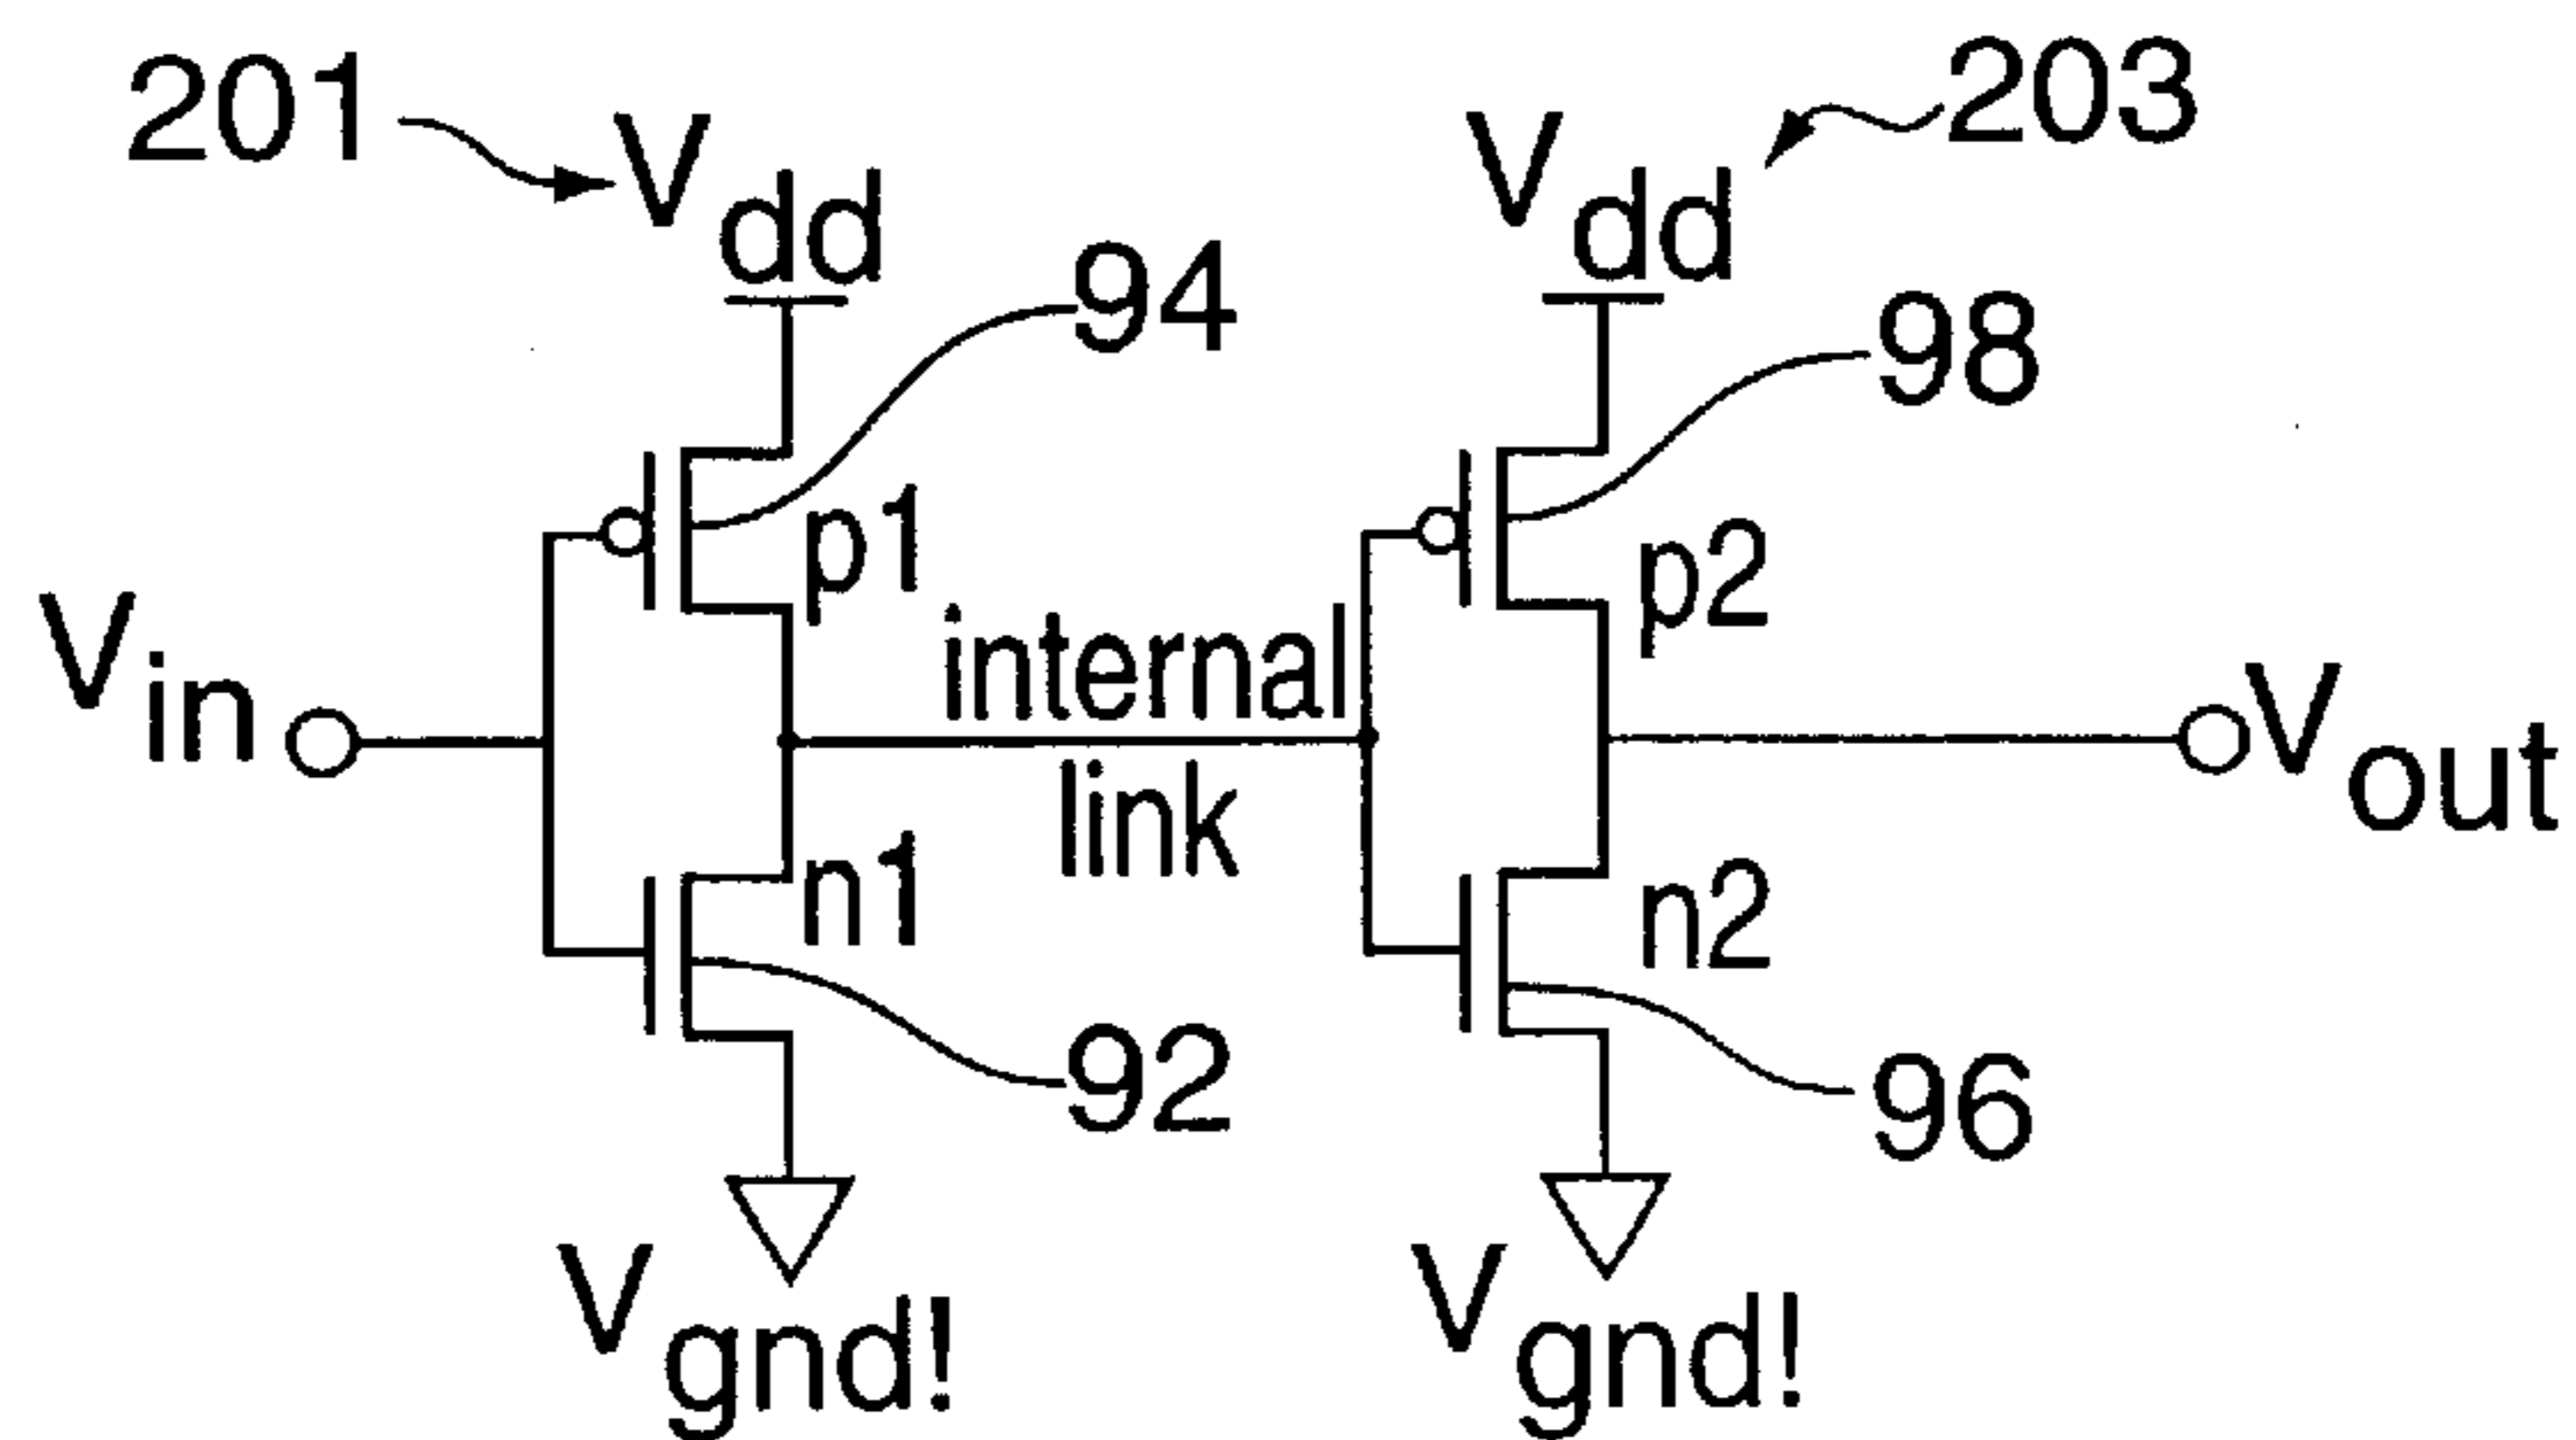 201
Vdd
Vdd
203
94
98
p1
p2
Vin
internal
link
Vout
n1
n2
92
96
Vgnd!
Vgnd!